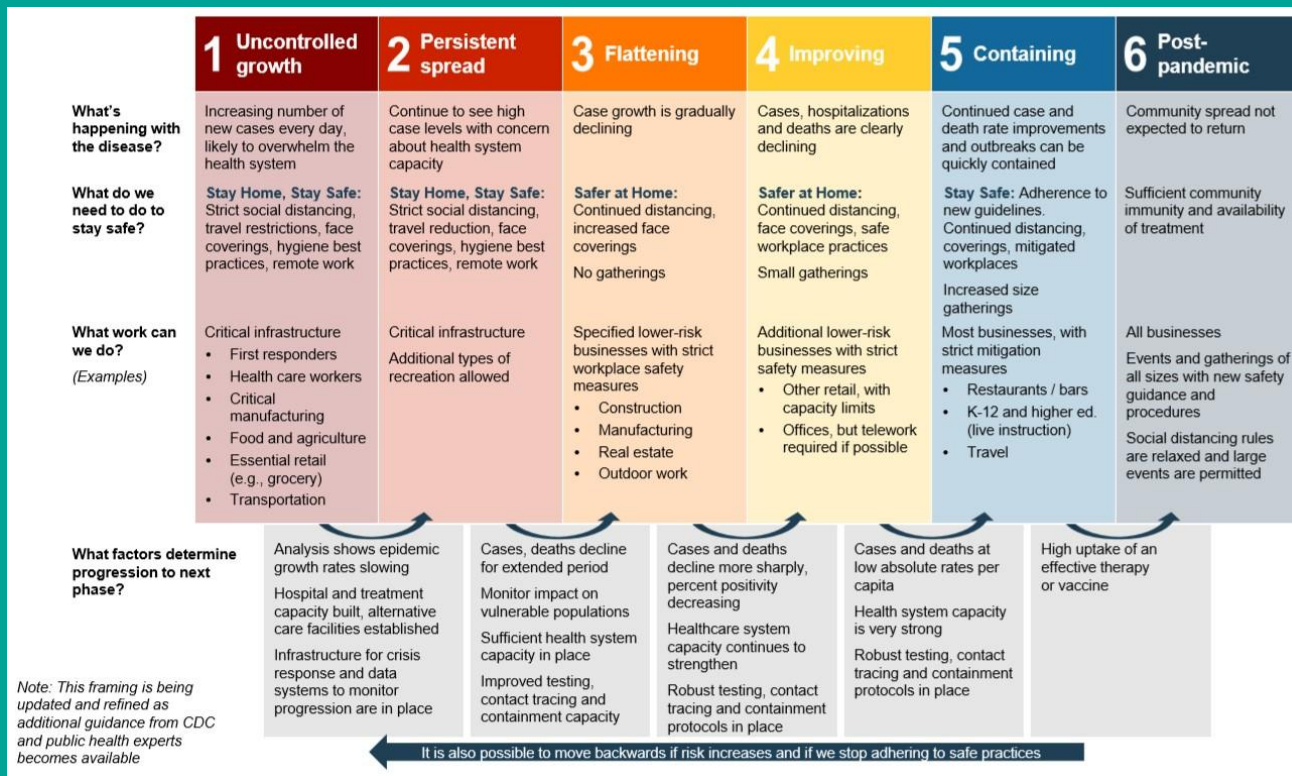 1 Uncontrolled
growth
2 Persistent
spread
3 Flattening
4 Improving
5 Containing
6 Post-
pandemic
What's
happening with
the disease?
Increasing number of
new cases every day,
likely to overwhelm the
health system
Continue to see high
case levels with concern
about health system
capacity
Case growth is gradually
declining
Cases, hospitalizations
and deaths are clearly
declining
Continued case and
death rate improvements
and outbreaks can be
quickly contained
Community spread not
expected to return
What do we
need to do to
stay safe?
Stay Home, Stay Safe:
Strict social distancing,
travel restrictions, face
coverings, hygiene best
practices, remote work
Stay Home, Stay Safe:
Strict social distancing,
travel reduction, face
coverings, hygiene best
practices, remote work
Safer at Home:
Continued distancing,
increased face
coverings
No gatherings
Safer at Home:
Continued distancing,
face coverings, safe
workplace practices
Small gatherings
Stay Safe: Adherence to
new guidelines.
Continued distancing,
coverings, mitigated
workplaces
Increased size
gatherings
Sufficient community
immunity and availability
of treatment
What work can
we do?
(Examples)
Critical infrastructure
• First responders
• Health care workers
• Critical
manufacturing
• Food and agriculture
• Essential retail
(e.g., grocery)
• Transportation
Critical infrastructure
Additional types of
recreation allowed
Specified lower-risk
businesses with strict
workplace safety
measures
• Construction
• Manufacturing
• Real estate
• Outdoor work
Additional lower-risk
businesses with strict
safety measures
• Other retail, with
capacity limits
• Offices, but telework
required if possible
Most businesses, with
strict mitigation
measures
• Restaurants / bars
• K-12 and higher ed.
(live instruction)
• Travel
All businesses
Events and gatherings of
all sizes with new safety
guidance and
procedures
Social distancing rules
are relaxed and large
events are permitted
What factors determine
progression to next
phase?
Analysis shows epidemic
growth rates slowing
Hospital and treatment
capacity built, alternative
care facilities established
Infrastructure for crisis
response and data
systems to monitor
progression are in place
Cases, deaths decline
for extended period
Monitor impact on
vulnerable populations
Sufficient health system
capacity in place
Improved testing,
contact tracing and
containment capacity
Cases and deaths
decline more sharply,
percent positivity
decreasing
Healthcare system
capacity continues to
strengthen
Robust testing, contact
tracing and containment
protocols in place
Cases and deaths at
low absolute rates per
capita
Health system capacity
is very strong
Robust testing, contact
tracing and containment
protocols in place
High uptake of an
effective therapy
or vaccine
Note: This framing is being
updated and refined as
additional guidance from CDC
and public health experts
becomes available
It is also possible to move backwards if risk increases and if we stop adhering to safe practices